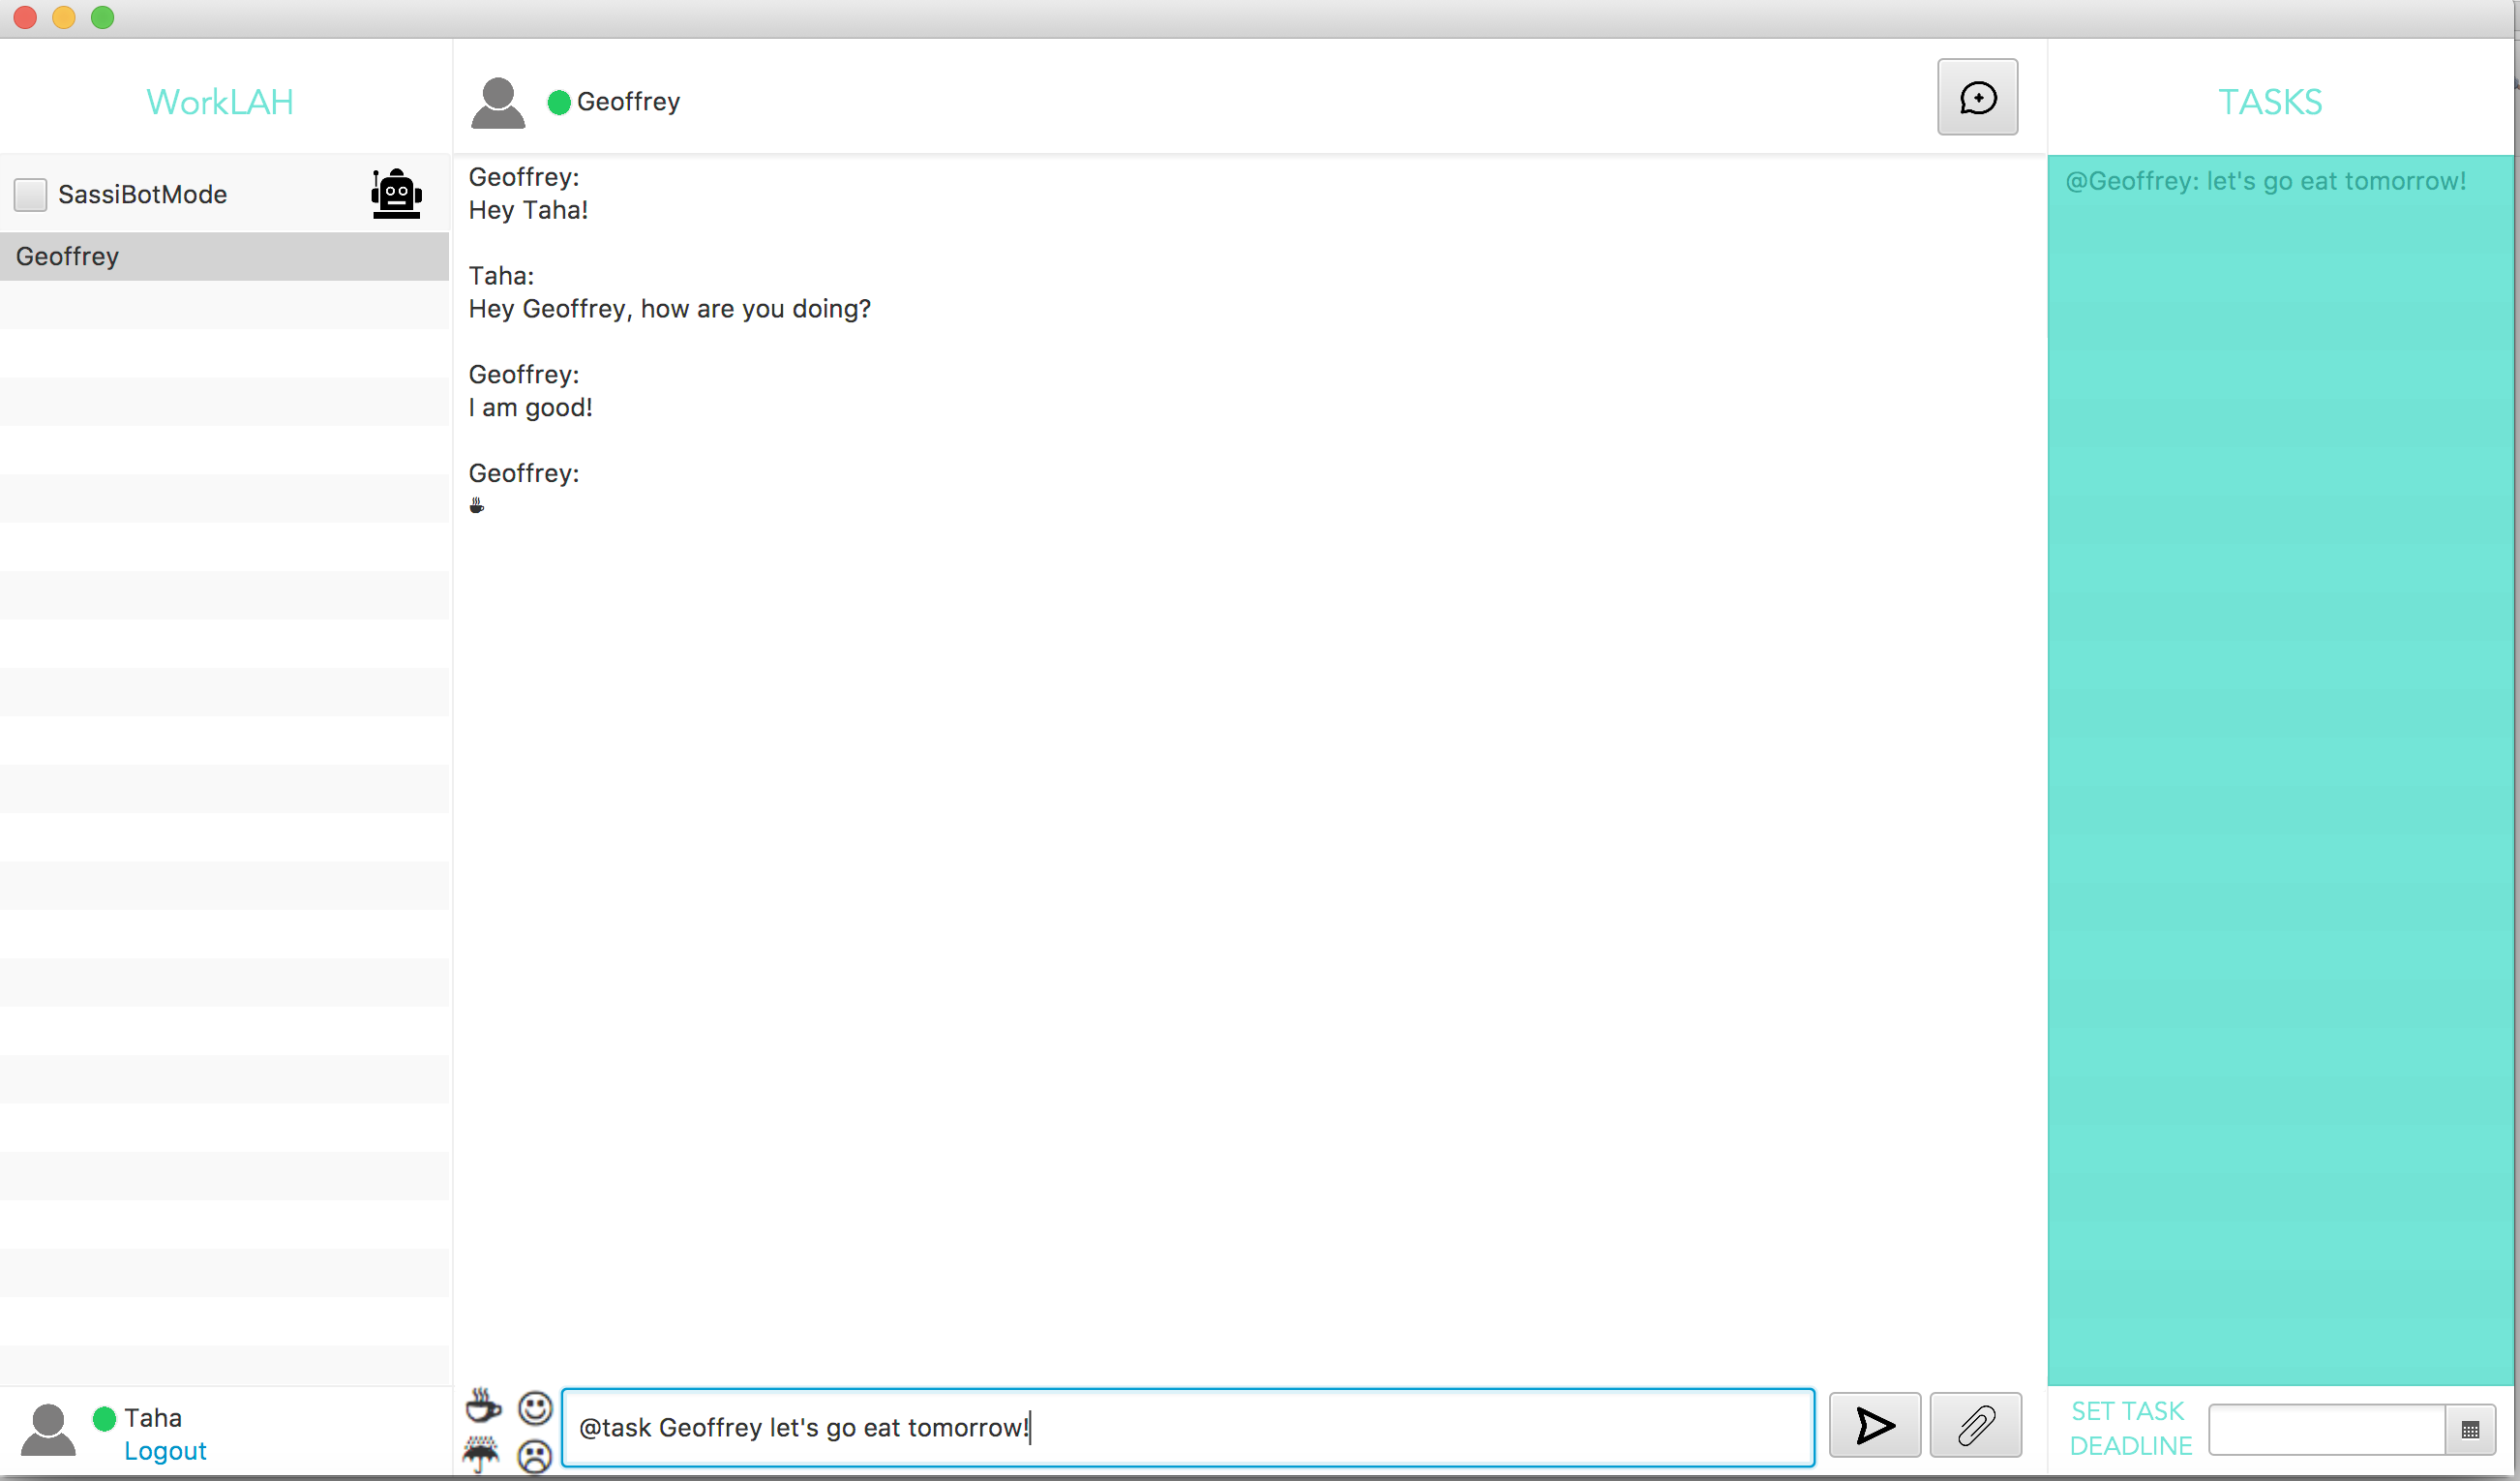 WorkLAH
SassiBotMode
Geoffrey
Taha
Logout
Geoffrey
Geoffrey:
Hey Taha!
Taha:
Hey Geoffrey, how are you doing?
Geoffrey:
I am good!
Geoffrey:
☕
@task Geoffrey let's go eat tomorrow!
TASKS
@Geoffrey: let's go eat tomorrow!
SET TASK
DEADLINE